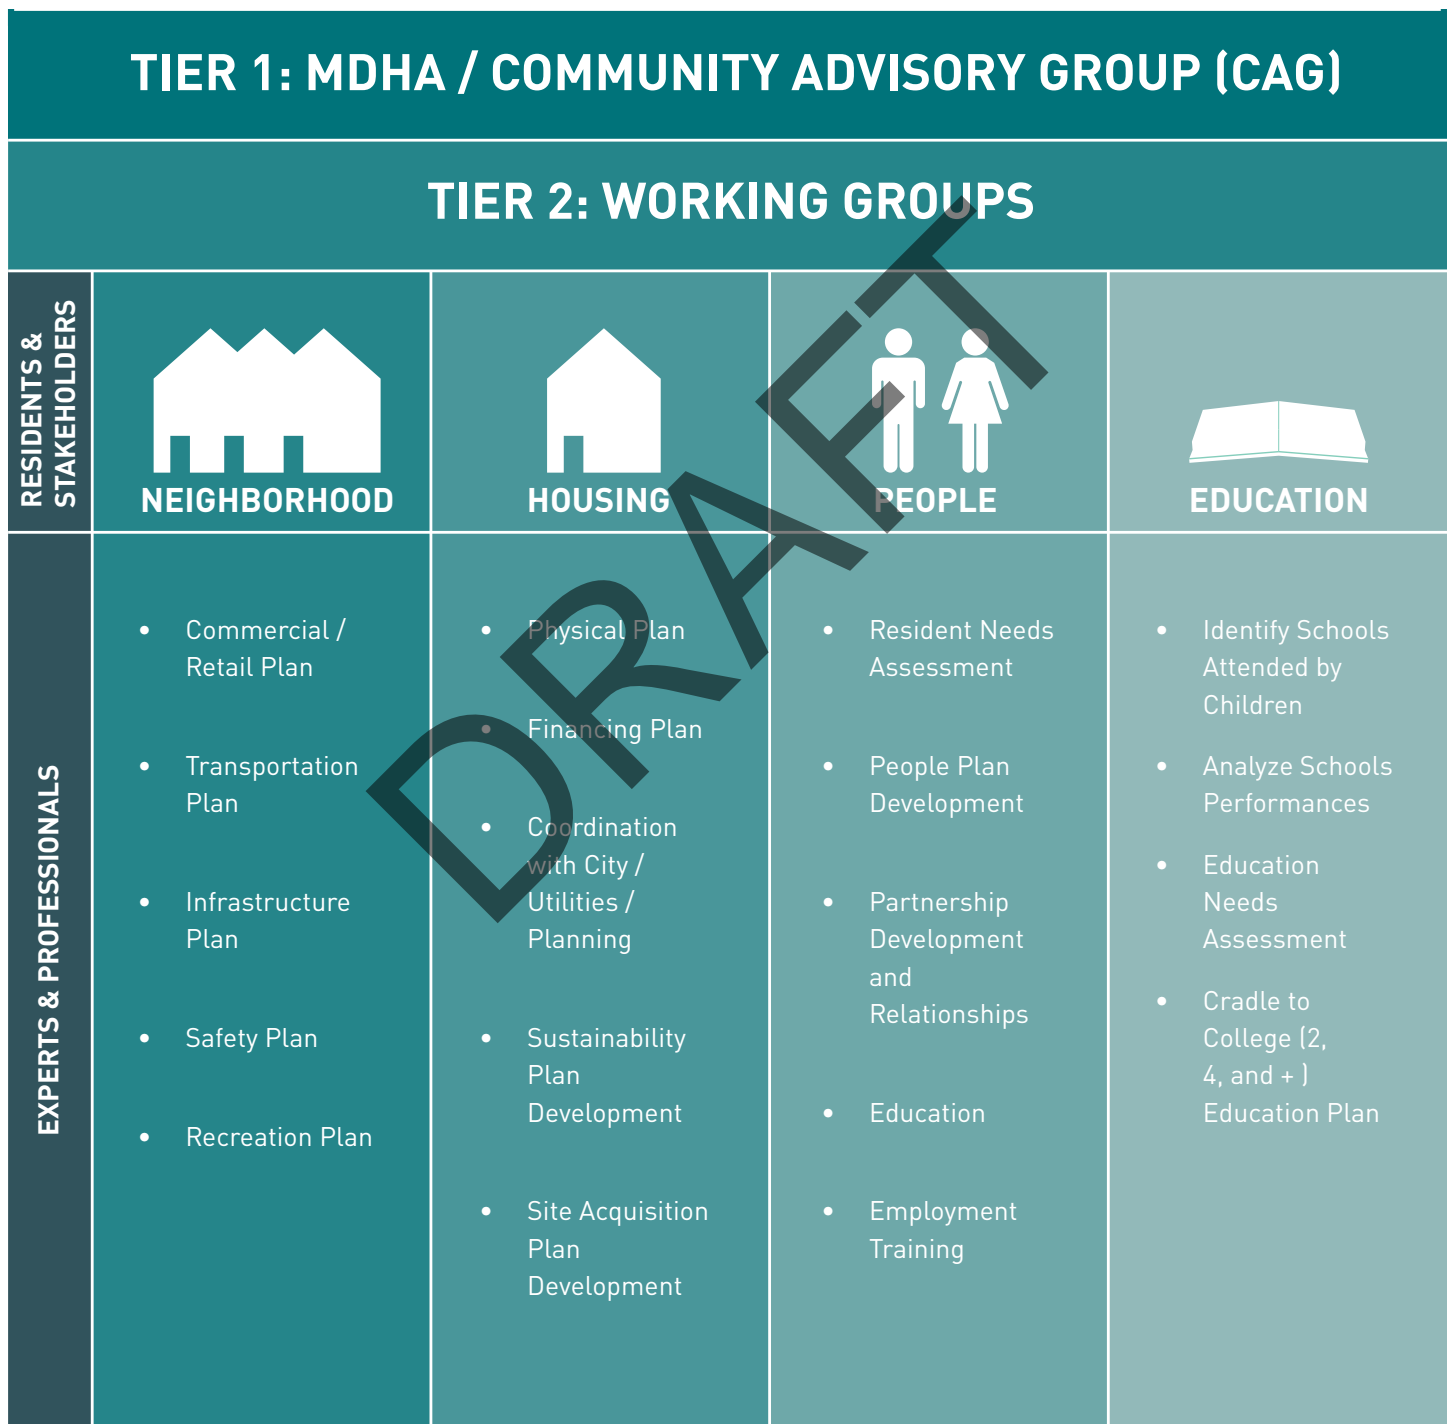 TIER 1: MDHA / COMMUNITY ADVISORY GROUP (CAG)
TIER 2: WORKING GROUPS
RESIDENTS &
STAKEHOLDERS
NEIGHBORHOOD
HOUSING
PEOPLE
EDUCATION
EXPERTS & PROFESSIONALS
• Commercial /
Retail Plan
• Transportation
Plan
• Infrastructure
Plan
• Safety Plan
• Recreation Plan
• Physical Plan
• Financing Plan
• Coordination
with City /
Utilities /
Planning
• Sustainability
Plan
Development
• Site Acquisition
Plan
Development
• Resident Needs
Assessment
• People Plan
Development
• Partnership
Development
and
Relationships
• Education
• Employment
Training
• Identify Schools
Attended by
Children
• Analyze Schools
Performances
• Education
Needs
Assessment
• Cradle to
College (2,
4, and + )
Education Plan
DRAFT